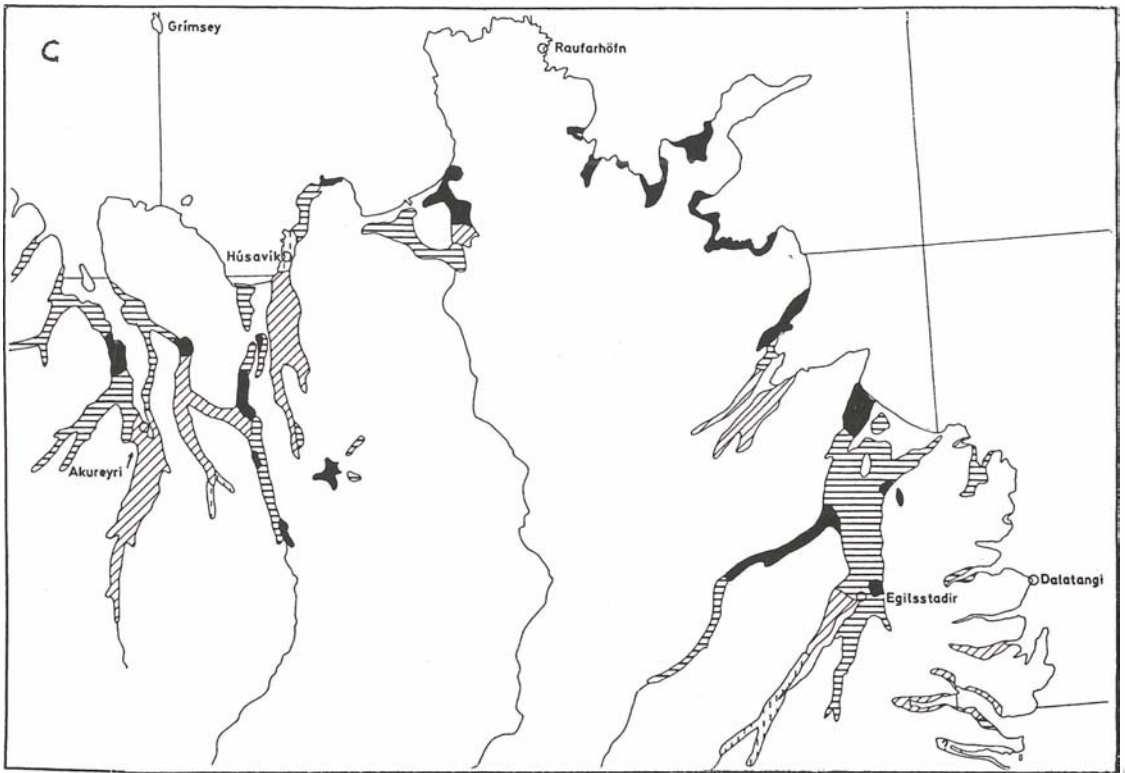 C
Grímsey
Raufarhöfn
Húsavík
Akureyri
Egilsstadir
Dalatangi